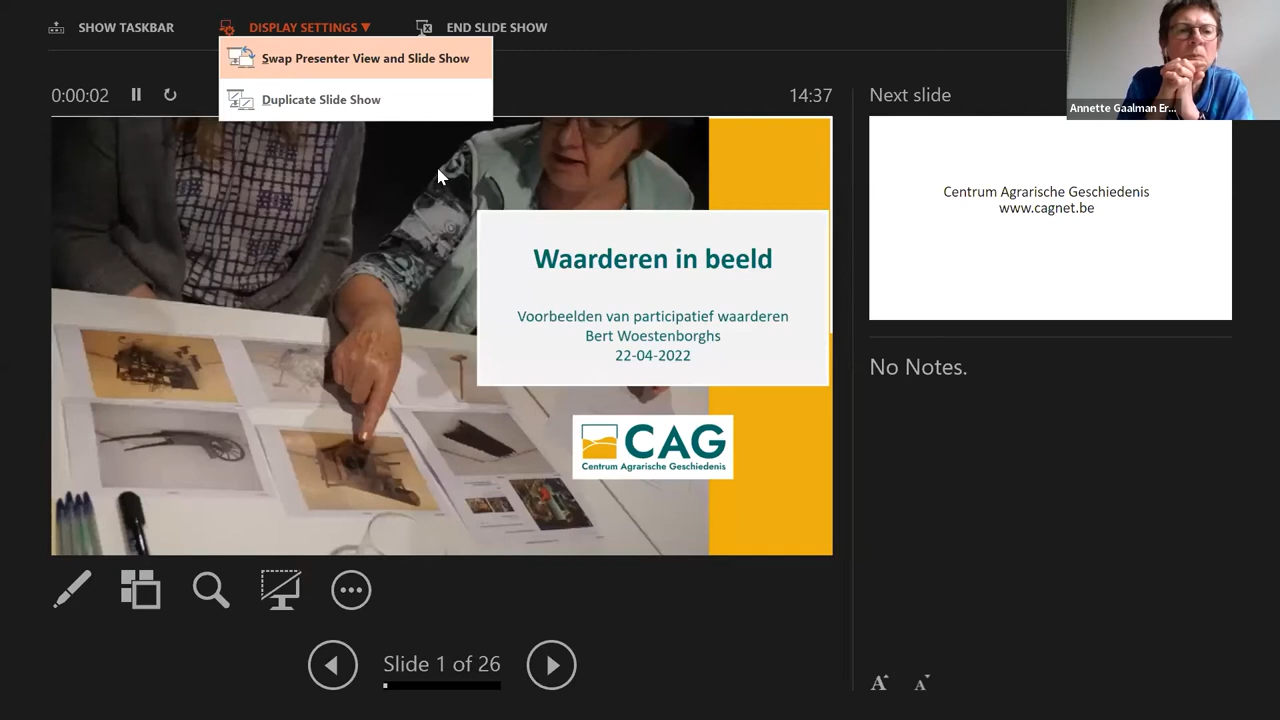 SHOW TASKBAR
DISPLAY SETTINGS ▼
END SLIDE SHOW
Swap Presenter View and Slide Show
Duplicate Slide Show
0:00:02
14:37
Next slide
Annette Gaalman Er...
Centrum Agrarische Geschiedenis
www.cagnet.be
Waarderen in beeld
Voorbeelden van participatief waarderen
Bert Woestenborghs
22-04-2022
CAG
Centrum Agrarische Geschiedenis
No Notes.
Slide 1 of 26
A
A